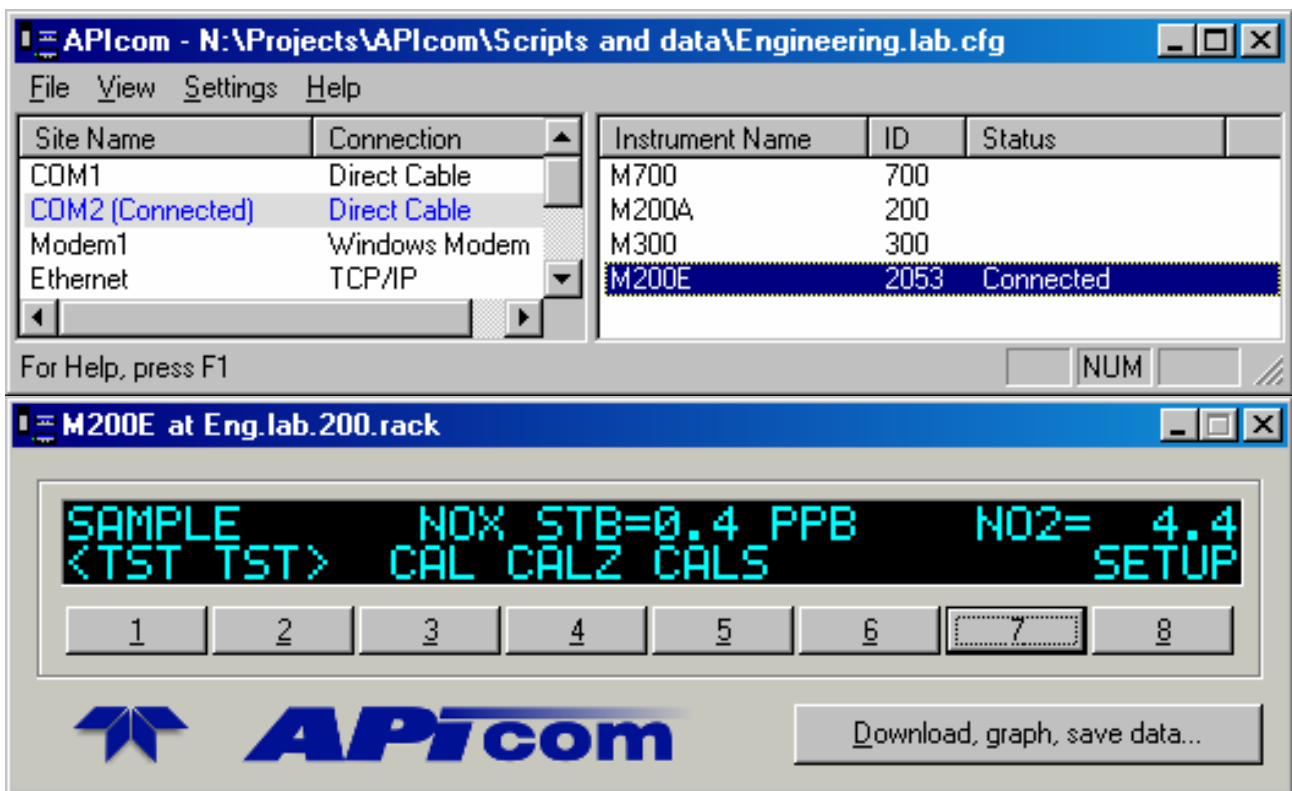 APIcom - N:\Projects\APIcom\Scripts and data\Engineering.lab.cfg
File View Settings Help
Site Name Connection
COM1 Direct Cable
COM2 (Connected) Direct Cable
Modem1 Windows Modem
Ethernet TCP/IP
Instrument Name ID Status
M700 700
M200A 200
M300 300
M200E 2053 Connected
For Help, press F1 NUM
M200E at Eng.lab.200.rack
SAMPLE NOX STB=0.4 PPB NO2= 4.4
<TST TST> CAL CALZ CALS SETUP
1 2 3 4 5 6 7 8
APicom
Download, graph, save data...